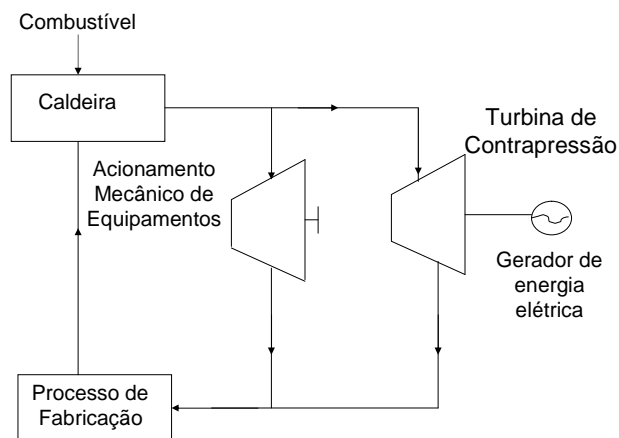 Combustível
Caldeira
Turbina de
Contrapressão
Acionamento
Mecânico de
Equipamentos
Gerador de
energia
elétrica
Processo de
Fabricação